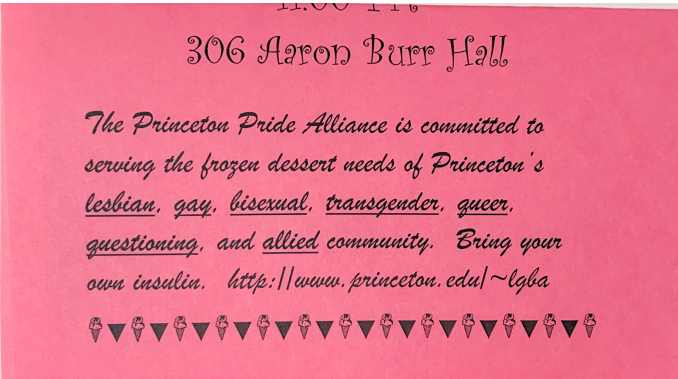 306 Aaron Burr Hall
The Princeton Pride Alliance is committed to
serving the frozen dessert needs of Princeton's
lesbian, gay, bisexual, transgender, queer,
questioning, and allied community. Bring your
own insulin. http://www.princeton.edu/~lgba